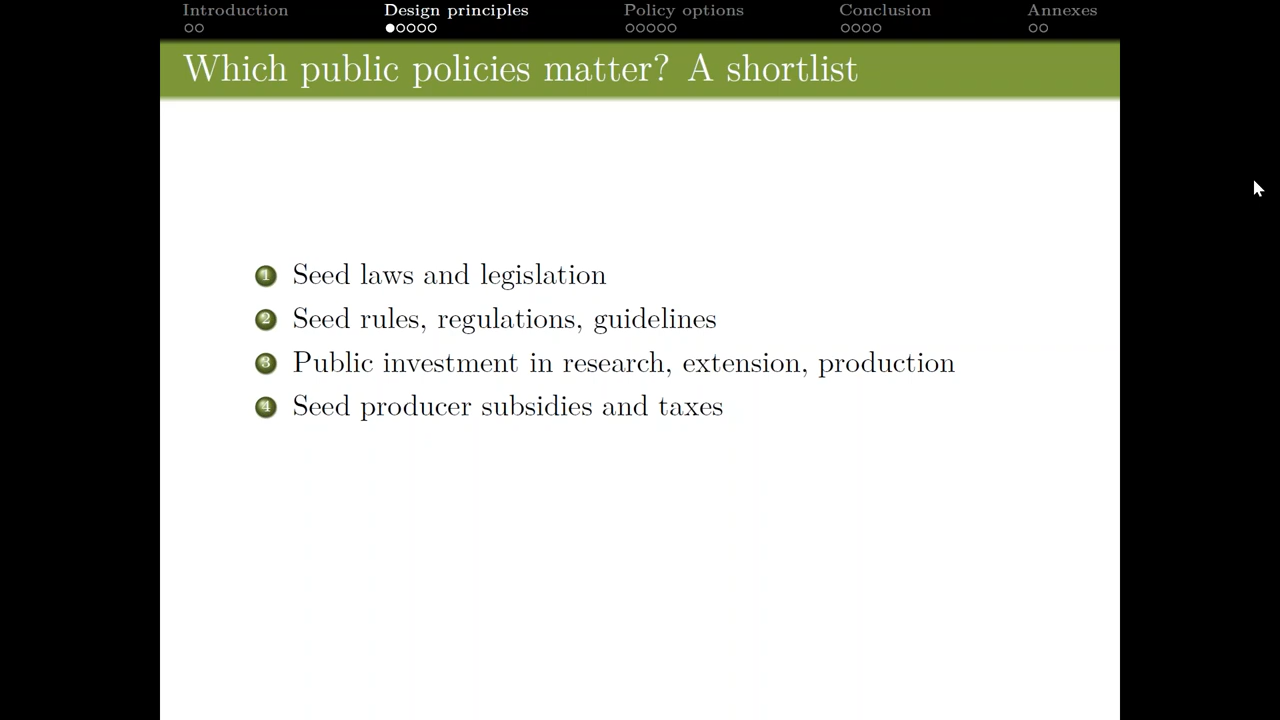 Introduction Design principles Policy options Conclusion Annexes
Which public policies matter? A shortlist
1 Seed laws and legislation
2 Seed rules, regulations, guidelines
3 Public investment in research, extension, production
4 Seed producer subsidies and taxes